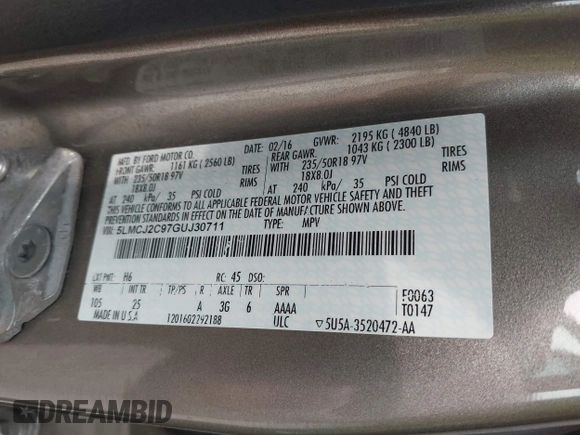 MFD. BY FORD MOTOR CO.
DATE: 02/16 GVWR: 2195 KG ( 4840 LB)
FRONT GAWR: 1161 KG ( 2560 LB) REAR GAWR: 1043 KG ( 2300 LB)
WITH 235/50R18 97V TIRES WITH 235/50R18 97V TIRES
18X8.0J RIMS 18X8.0J RIMS
AT 240 kPa/ 35 PSI COLD AT 240 kPa/ 35 PSI COLD
THIS VEHICLE CONFORMS TO ALL APPLICABLE FEDERAL MOTOR VEHICLE SAFETY AND THEFT PREVENTION STANDARDS IN EFFECT ON THE DATE OF MANUFACTURE SHOWN ABOVE.
VIN: 5LMCJ2C97GUJ30711 TYPE: MPV
EXT PNT: H6 RC: 45 DSO:
WB INT TR TP/PS R AXLE TR SPR
105 25 A 3G 6 AAAA F0063
MADE IN U.S.A 1201602292188 ULC T0147
▽5U5A-3520472-AA
DREAMBID